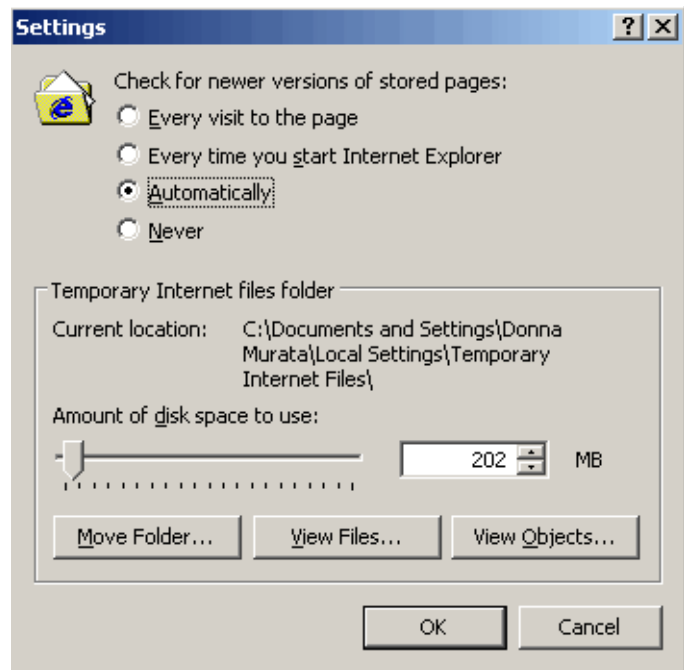 Settings
Check for newer versions of stored pages:
Every visit to the page
Every time you start Internet Explorer
Automatically
Never
Temporary Internet files folder
Current location: C:\Documents and Settings\Donna
Murata\Local Settings\Temporary
Internet Files\
Amount of disk space to use:
202 MB
Move Folder... View Files... View Objects...
OK Cancel